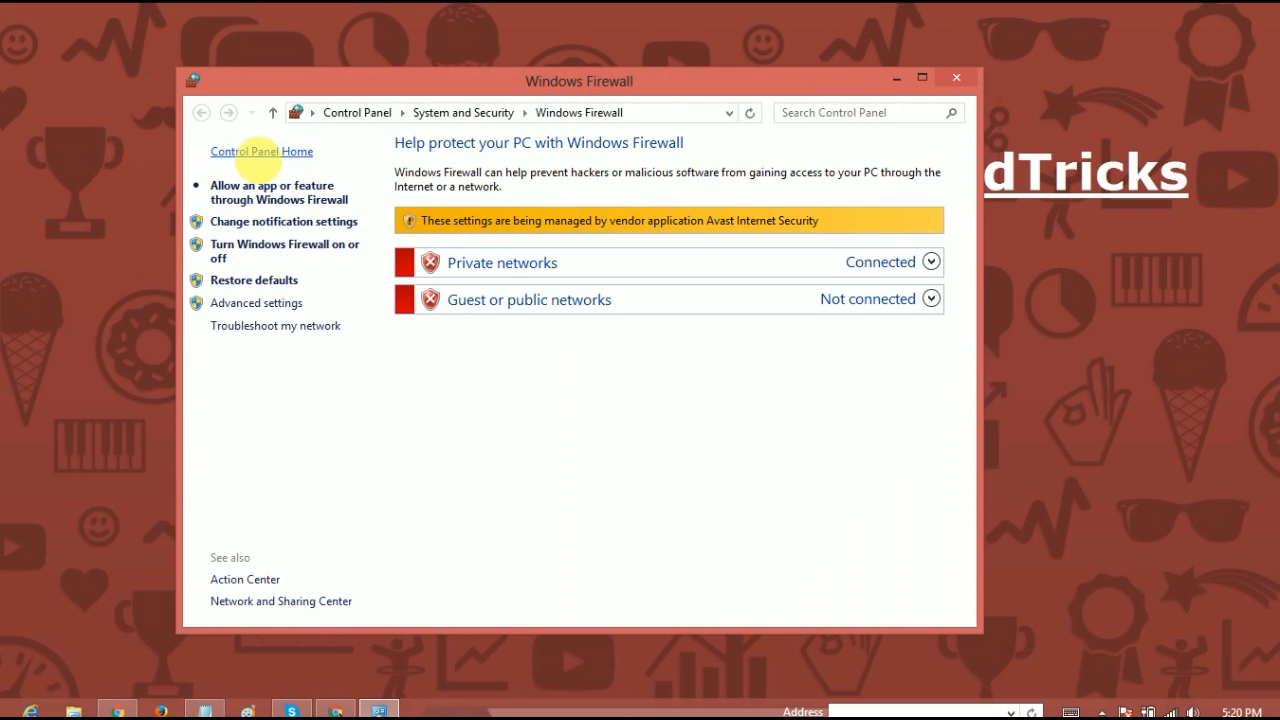 Windows Firewall
Control Panel
System and Security
Windows Firewall
Search Control Panel
Control Panel Home
Allow an app or feature
through Windows Firewall
Change notification settings
Turn Windows Firewall on or
off
Restore defaults
Advanced settings
Troubleshoot my network
See also
Action Center
Network and Sharing Center
Help protect your PC with Windows Firewall
Windows Firewall can help prevent hackers or malicious software from gaining access to your PC through the
Internet or a network.
These settings are being managed by vendor application Avast Internet Security
Private networks
Connected
Guest or public networks
Not connected
dTricks
Address
5:20 PM